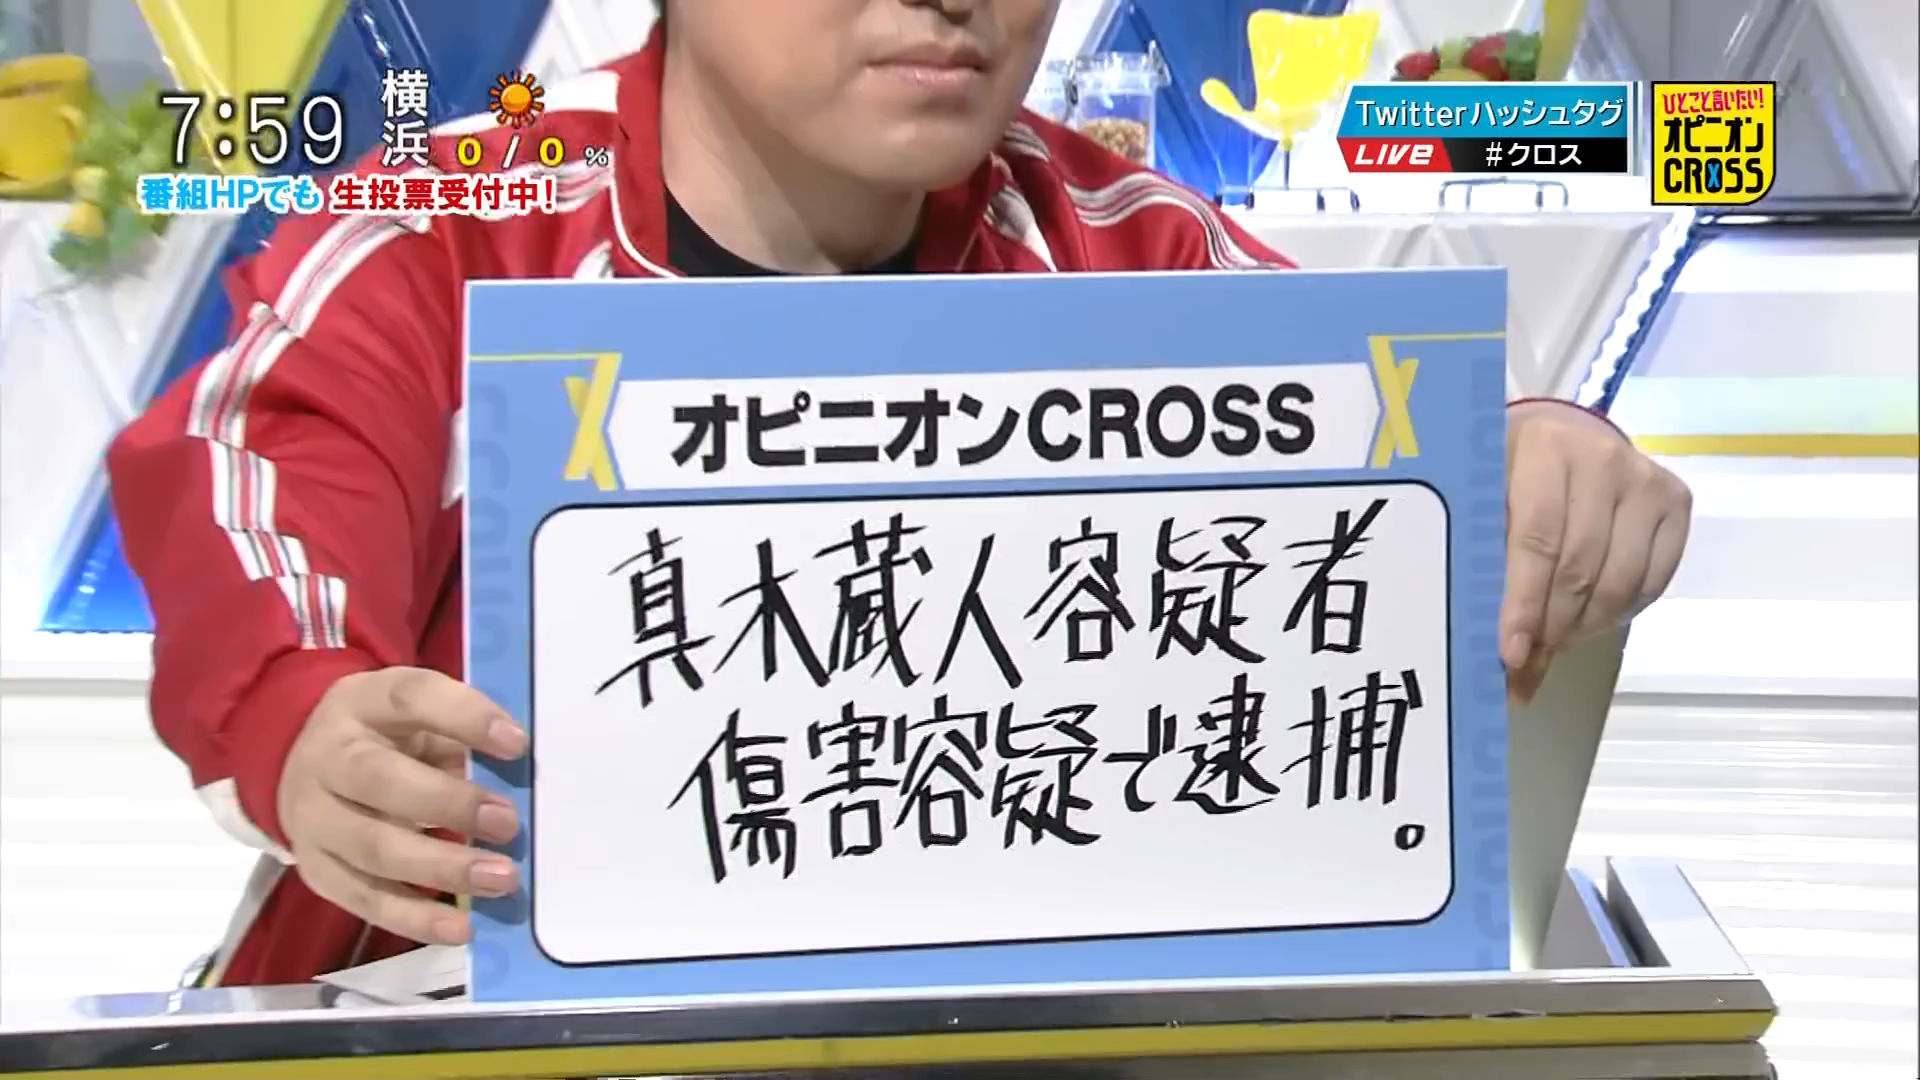 7:59
横浜
0 / 0 %
番組HPでも 生投票受付中!
Twitterハッシュタグ
LIVE #クロス
ひとこと言いたい!
オピニオン
CROSS
オピニオンCROSS
真木蔵人容疑者
傷害容疑で逮捕。